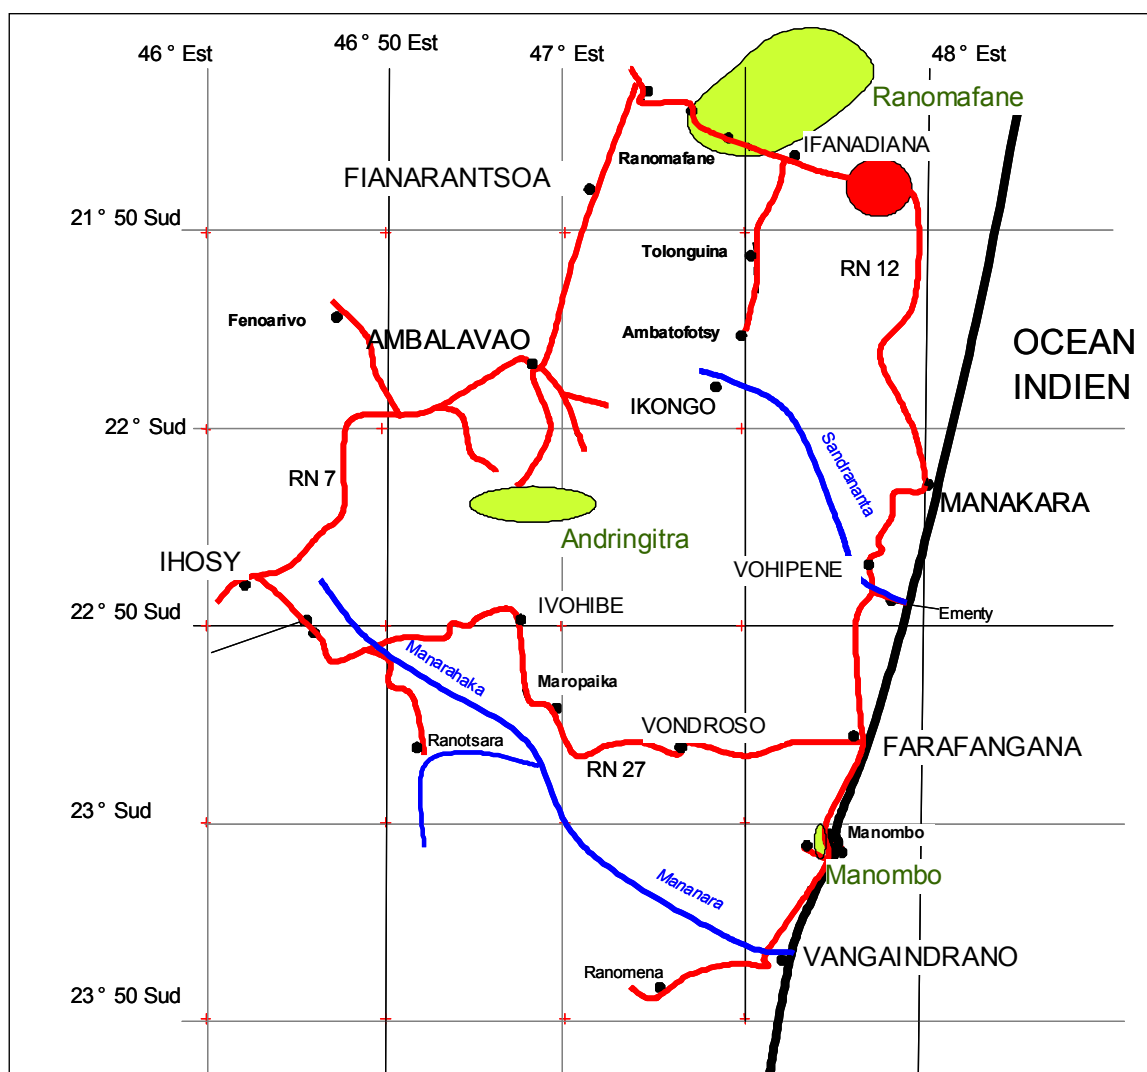 46° Est
46° 50 Est
47° Est
48° Est
Ranomafane
IFANADIANA
Ranomafane
FIANARANTSOA
21° 50 Sud
Tolonguina
RN 12
Fenoarivo
Ambatofotsy
AMBALAVAO
OCEAN
INDIEN
IKONGO
22° Sud
Sandrananta
RN 7
MANAKARA
Andringitra
IHOSY
VOHIPENE
22° 50 Sud
IVOHIBE
Ementy
Manarahaka
Maropaika
VONDROSO
Ranotsara
FARAFANGANA
RN 27
23° Sud
Manombo
Manombo
Mananara
VANGAINDRANO
Ranomena
23° 50 Sud